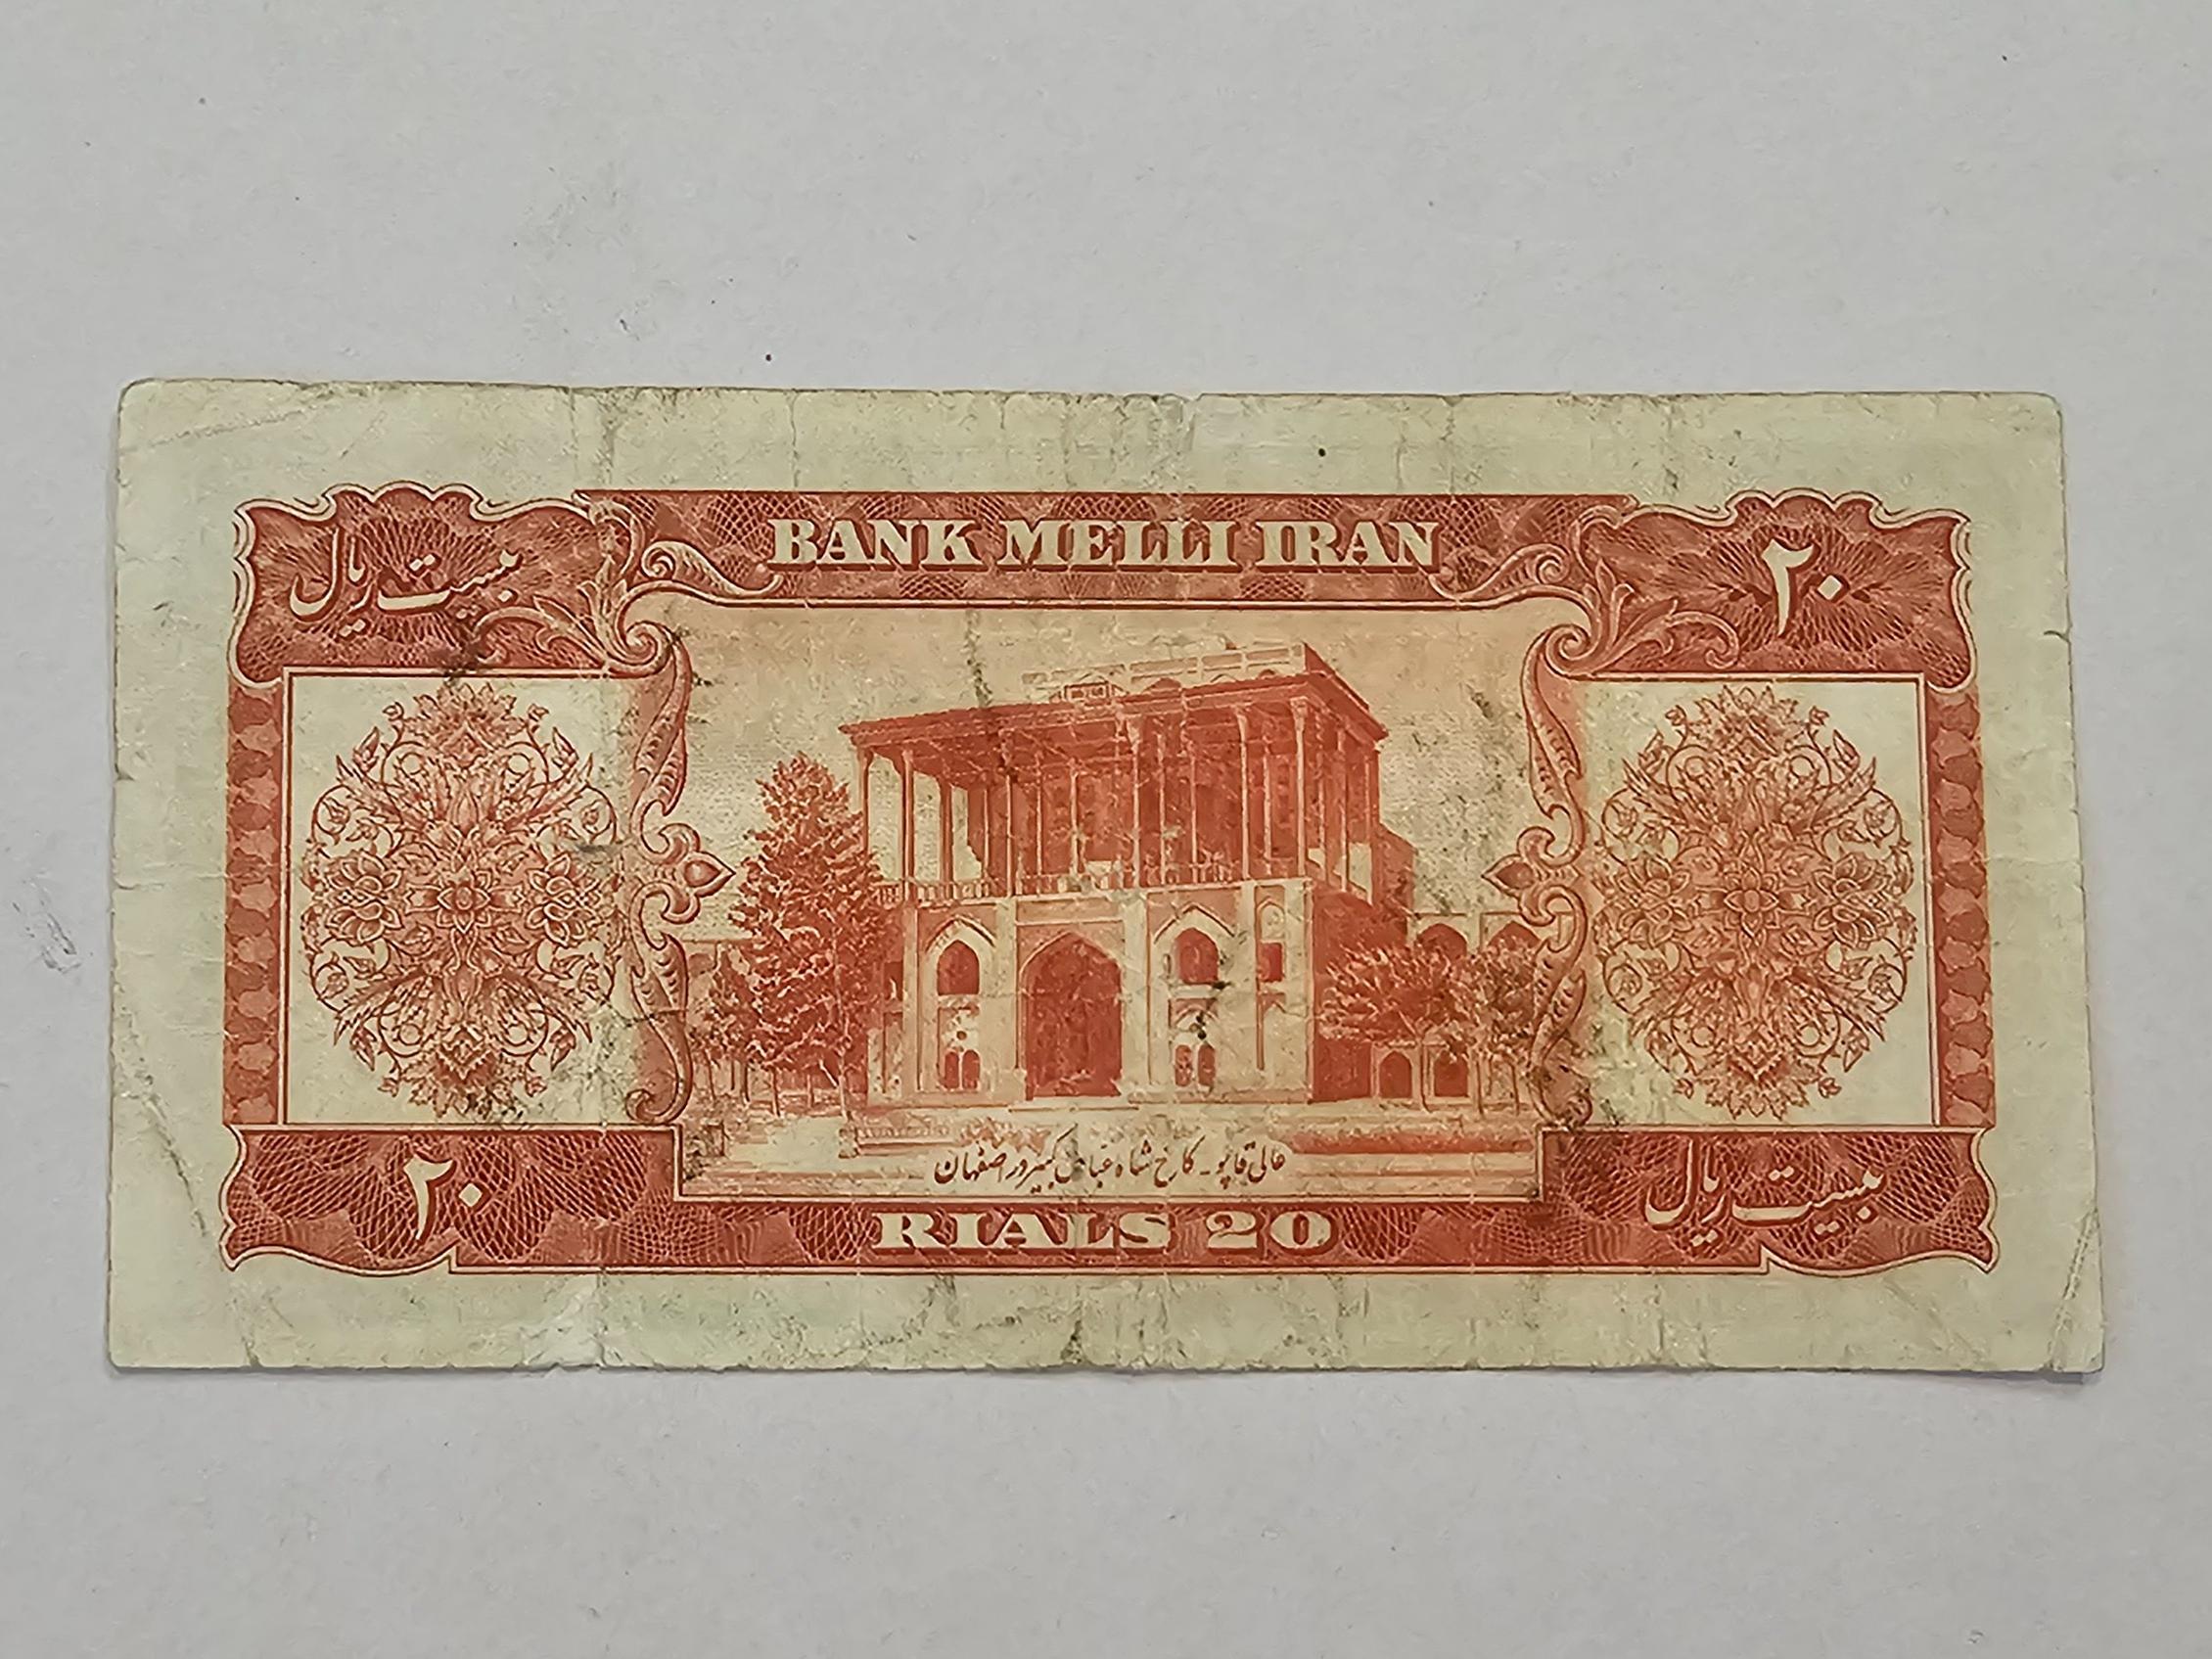 BANK MELLI IRAN
بیست ریال
۲۰
عالی قاپو - کاخ شاه عباس کبیر در اصفهان
۲۰
RIALS 20
بیست ریال